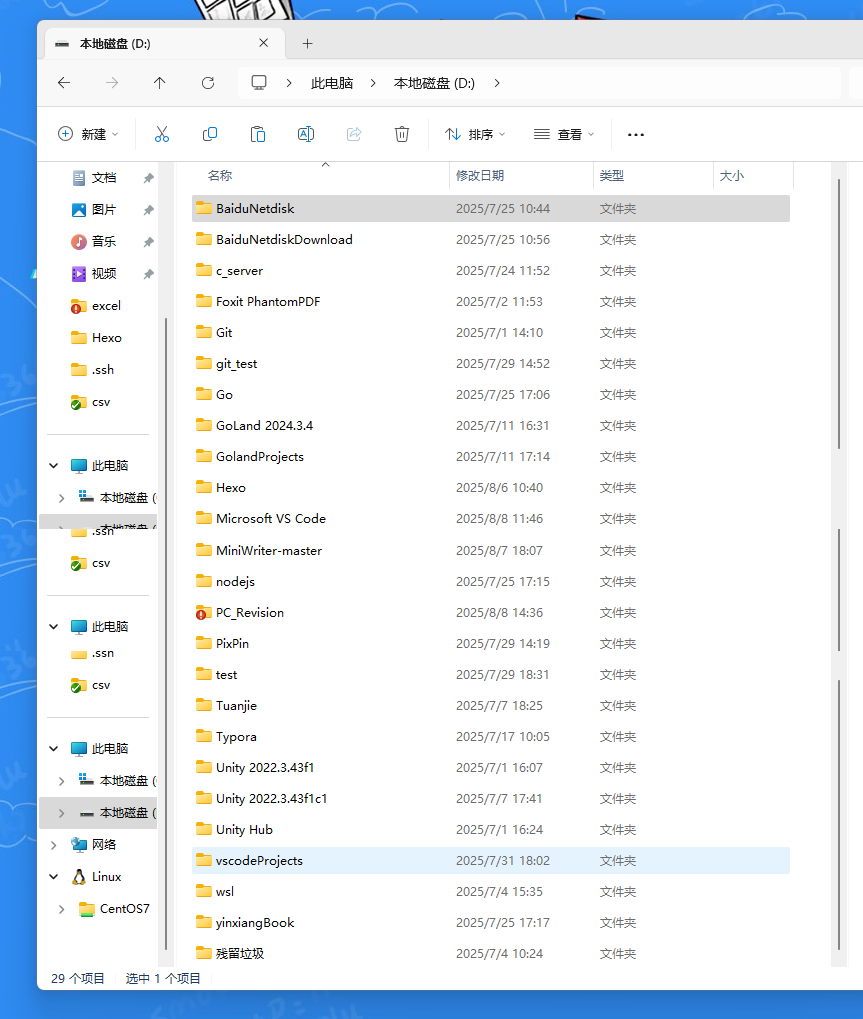 本地磁盘 (D:)
此电脑 本地磁盘 (D:)
新建 排序 查看
名称 修改日期 类型 大小
文档
图片
音乐
视频
excel
Hexo
.ssh
csv
此电脑
本地磁盘 (
csv
此电脑
csv
此电脑
本地磁盘 (
本地磁盘 (
网络
Linux
CentOS7
BaiduNetdisk 2025/7/25 10:44 文件夹
BaiduNetdiskDownload 2025/7/25 10:56 文件夹
c_server 2025/7/24 11:52 文件夹
Foxit PhantomPDF 2025/7/2 11:53 文件夹
Git 2025/7/1 14:10 文件夹
git_test 2025/7/29 14:52 文件夹
Go 2025/7/25 17:06 文件夹
GoLand 2024.3.4 2025/7/11 16:31 文件夹
GolandProjects 2025/7/11 17:14 文件夹
Hexo 2025/8/6 10:40 文件夹
Microsoft VS Code 2025/8/8 11:46 文件夹
MiniWriter-master 2025/8/7 18:07 文件夹
nodejs 2025/7/25 17:15 文件夹
PC_Revision 2025/8/8 14:36 文件夹
PixPin 2025/7/29 14:19 文件夹
test 2025/7/29 18:31 文件夹
Tuanjie 2025/7/7 18:25 文件夹
Typora 2025/7/17 10:05 文件夹
Unity 2022.3.43f1 2025/7/1 16:07 文件夹
Unity 2022.3.43f1c1 2025/7/7 17:41 文件夹
Unity Hub 2025/7/1 16:24 文件夹
vscodeProjects 2025/7/31 18:02 文件夹
wsl 2025/7/4 15:35 文件夹
yinxiangBook 2025/7/25 17:17 文件夹
残留垃圾 2025/7/4 10:24 文件夹
29 个项目 选中 1 个项目